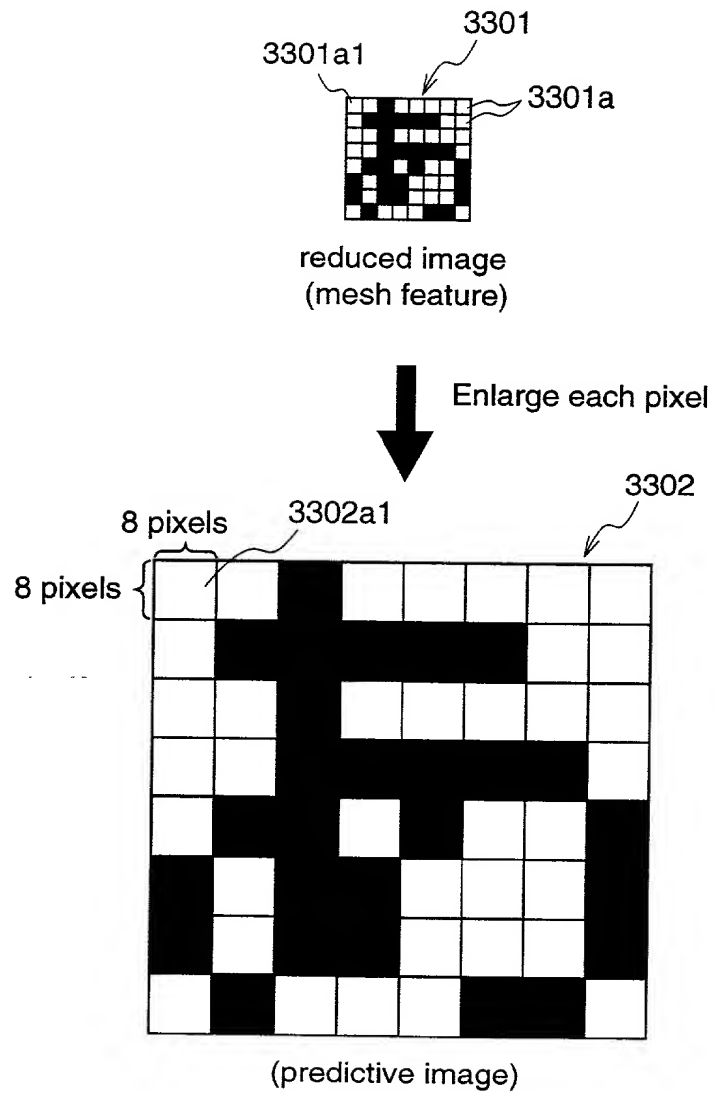 3301
3301a1
3301a
reduced image
(mesh feature)
Enlarge each pixel
3302
8 pixels
3302a1
8 pixels
(predictive image)